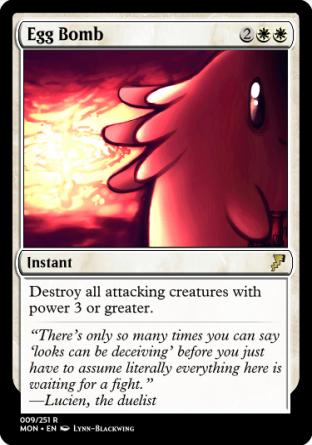 Egg Bomb 2
Instant
Destroy all attacking creatures with
power 3 or greater.
“There's only so many times you can say
‘looks can be deceiving’ before you just
have to assume literally everything here is
waiting for a fight.”
—Lucien, the duelist
009/251 R
MON • EN Lynn-Blackwing